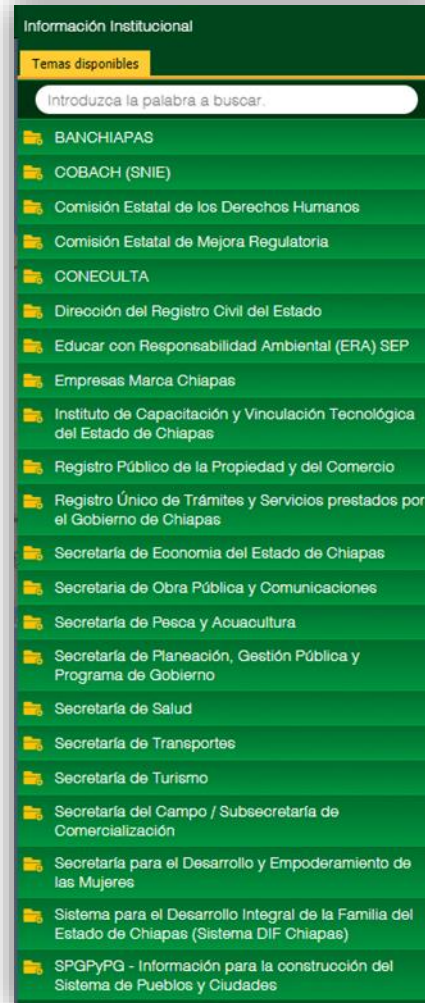 Información Institucional
Temas disponibles
Introduzca la palabra a buscar.
BANCHIAPAS
COBACH (SNIE)
Comisión Estatal de los Derechos Humanos
Comisión Estatal de Mejora Regulatoria
CONECULTA
Dirección del Registro Civil del Estado
Educar con Responsabilidad Ambiental (ERA) SEP
Empresas Marca Chiapas
Instituto de Capacitación y Vinculación Tecnológica
del Estado de Chiapas
Registro Público de la Propiedad y del Comercio
Registro Único de Trámites y Servicios prestados por
el Gobierno de Chiapas
Secretaría de Economia del Estado de Chiapas
Secretaria de Obra Pública y Comunicaciones
Secretaría de Pesca y Acuacultura
Secretaría de Planeación, Gestión Pública y
Programa de Gobierno
Secretaría de Salud
Secretaría de Transportes
Secretaría de Turismo
Secretaría del Campo / Subsecretaría de
Comercialización
Secretaría para el Desarrollo y Empoderamiento de
las Mujeres
Sistema para el Desarrollo Integral de la Familia del
Estado de Chiapas (Sistema DIF Chiapas)
SPGPyPG - Información para la construcción del
Sistema de Pueblos y Ciudades